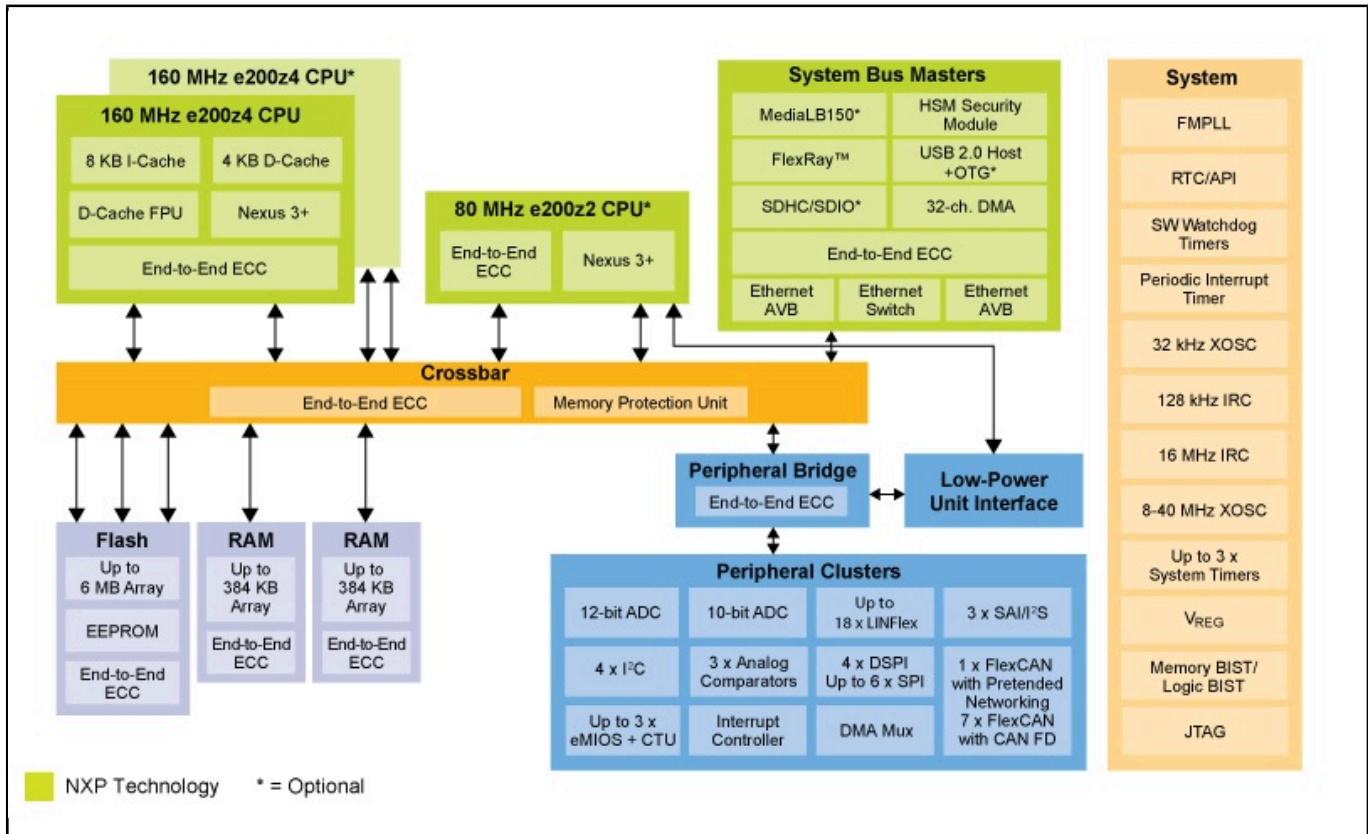 160 MHz e200z4 CPU*
160 MHz e200z4 CPU
8 KB I-Cache
4 KB D-Cache
D-Cache FPU
Nexus 3+
End-to-End ECC
80 MHz e200z2 CPU*
End-to-End
ECC
Nexus 3+
System Bus Masters
MediaLB150*
HSM Security
Module
FlexRay™
USB 2.0 Host
+OTG*
SDHC/SDIO*
32-ch. DMA
End-to-End ECC
Ethernet
AVB
Ethernet
Switch
Ethernet
AVB
Crossbar
End-to-End ECC
Memory Protection Unit
Flash
Up to
6 MB Array
EEPROM
End-to-End
ECC
RAM
Up to
384 KB
Array
End-to-End
ECC
RAM
Up to
384 KB
Array
End-to-End
ECC
Peripheral Bridge
End-to-End ECC
Low-Power
Unit Interface
Peripheral Clusters
12-bit ADC
10-bit ADC
Up to
18 x LINFlex
3 x SAI/I²S
4 x I²C
3 x Analog
Comparators
4 x DSPI
Up to 6 x SPI
1 x FlexCAN
with Pretended
Networking
7 x FlexCAN
with CAN FD
Up to 3 x
eMIOS + CTU
Interrupt
Controller
DMA Mux
System
FMPLL
RTC/API
SW Watchdog
Timers
Periodic Interrupt
Timer
32 kHz XOSC
128 kHz IRC
16 MHz IRC
8-40 MHz XOSC
Up to 3 x
System Timers
VREG
Memory BIST/
Logic BIST
JTAG
NXP Technology * = Optional